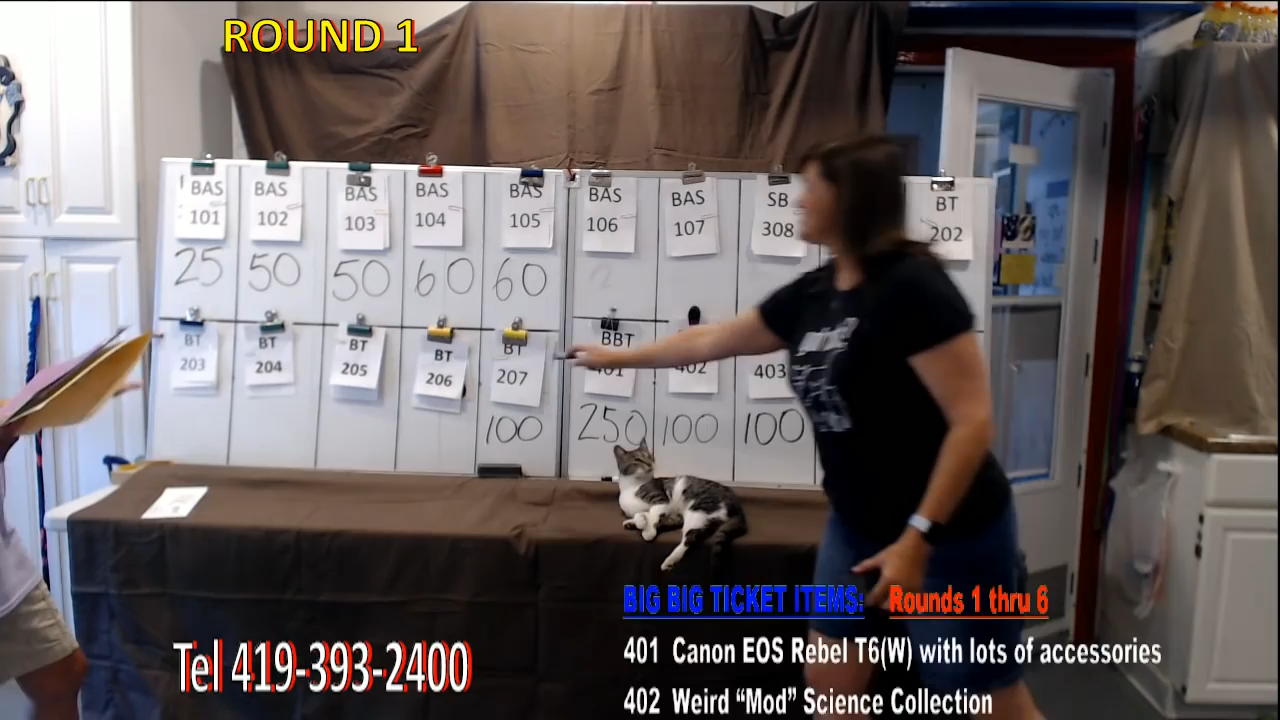 ROUND 1
BAS 101
BAS 102
BAS 103
BAS 104
BAS 105
BAS 106
BAS 107
SB 308
BT 202
25
50
50
60
60
BT 203
BT 204
BT 205
BT 206
BT 207
BBT 401
402
403
100
250
100
100
BIG BIG TICKET ITEMS: Rounds 1 thru 6
401 Canon EOS Rebel T6(W) with lots of accessories
402 Weird “Mod” Science Collection
Tel 419-393-2400